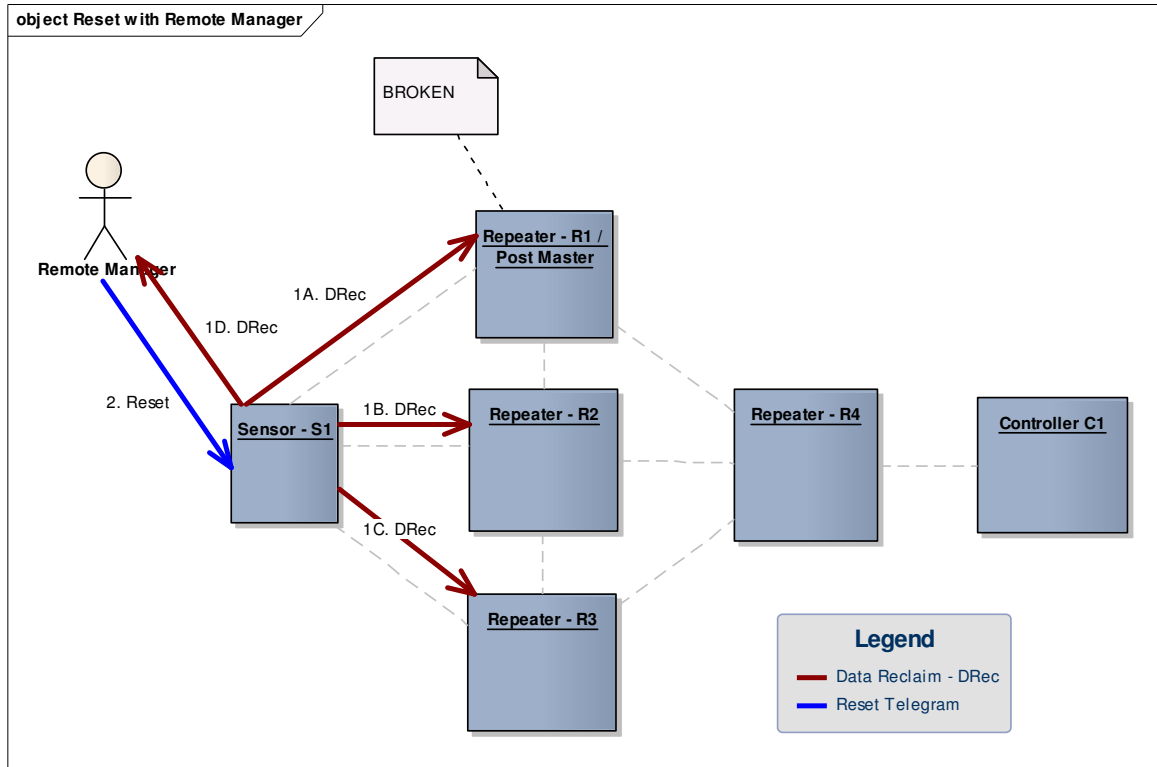 object Reset with Remote Manager
BROKEN
Remote Manager
Repeater - R1 /
Post Master
1A. DRec
1D. DRec
2. Reset
Sensor - S1
1B. DRec
Repeater - R2
Repeater - R4
Controller C1
1C. DRec
Repeater - R3
Legend
Data Reclaim - DRec
Reset Telegram